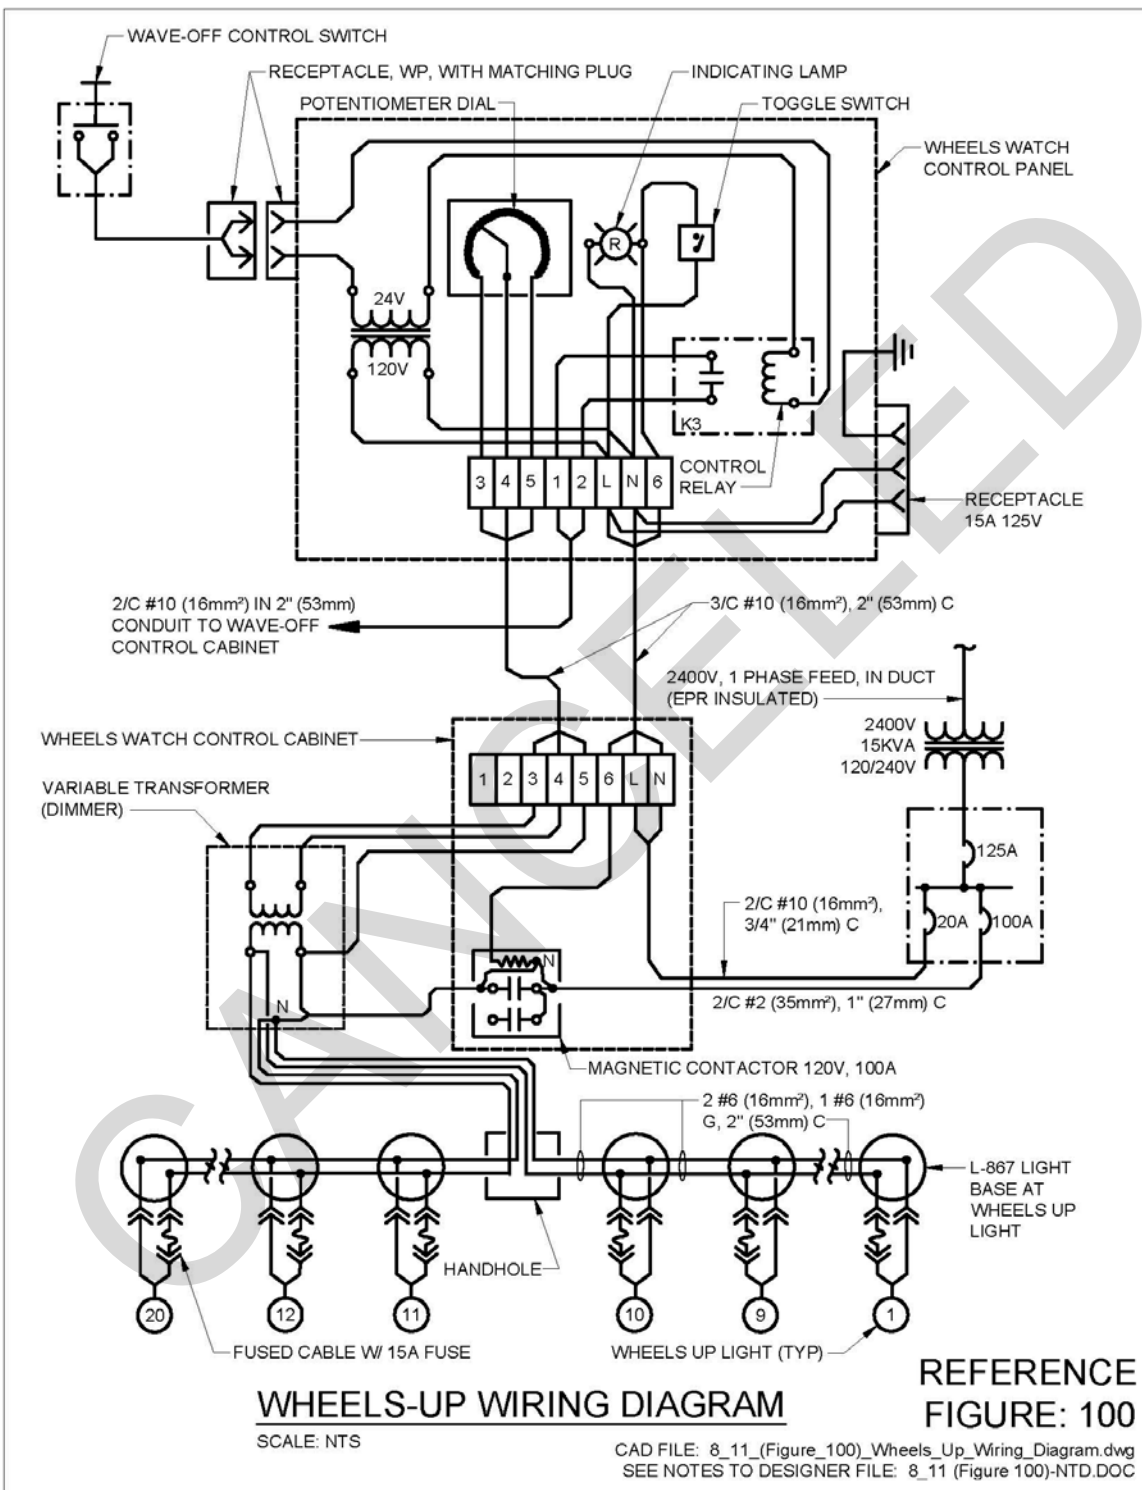 WAVE-OFF CONTROL SWITCH
RECEPTACLE, WP, WITH MATCHING PLUG
INDICATING LAMP
POTENTIOMETER DIAL
TOGGLE SWITCH
WHEELS WATCH
CONTROL PANEL
R
24V
120V
K3
CONTROL
RELAY
3 4 5 1 2 L N 6
RECEPTACLE
15A 125V
2/C #10 (16mm²) IN 2" (53mm)
CONDUIT TO WAVE-OFF
CONTROL CABINET
3/C #10 (16mm²), 2" (53mm) C
2400V, 1 PHASE FEED, IN DUCT
(EPR INSULATED)
2400V
15KVA
120/240V
WHEELS WATCH CONTROL CABINET
1 2 3 4 5 6 L N
VARIABLE TRANSFORMER
(DIMMER)
125A
20A
100A
2/C #10 (16mm²),
3/4" (21mm) C
N
N
2/C #2 (35mm²), 1" (27mm) C
MAGNETIC CONTACTOR 120V, 100A
2 #6 (16mm²), 1 #6 (16mm²)
G, 2" (53mm) C
L-867 LIGHT
BASE AT
WHEELS UP
LIGHT
HANDHOLE
20 12 11 10 9 1
FUSED CABLE W/ 15A FUSE
WHEELS UP LIGHT (TYP)
WHEELS-UP WIRING DIAGRAM
SCALE: NTS
REFERENCE
FIGURE: 100
CAD FILE: 8_11_(Figure_100)_Wheels_Up_Wiring_Diagram.dwg
SEE NOTES TO DESIGNER FILE: 8_11 (Figure 100)-NTD.DOC
CANCELED